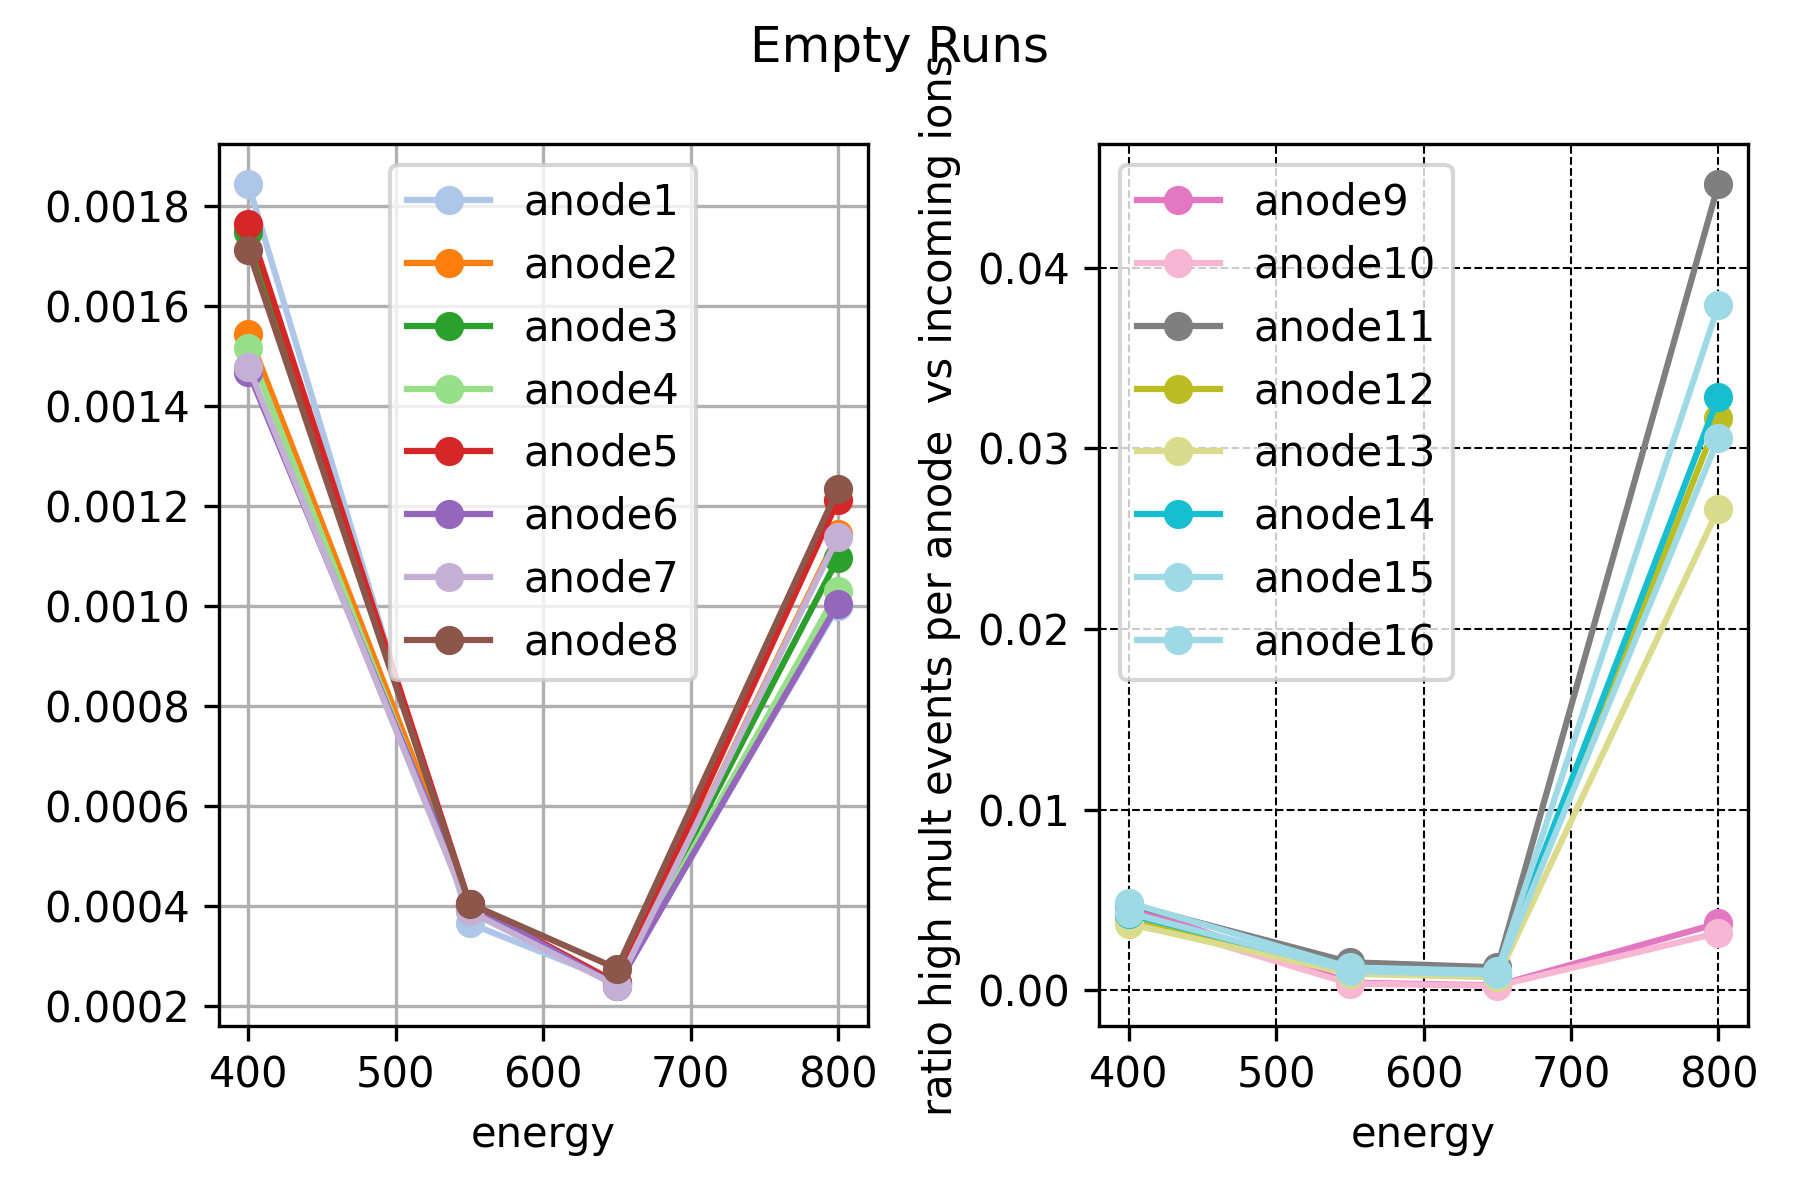 Empty Runs
0.0018
0.0016
0.0014
0.0012
0.0010
0.0008
0.0006
0.0004
0.0002
anode1
anode2
anode3
anode4
anode5
anode6
anode7
anode8
400 500 600 700 800
energy
ratio high mult events per anode  vs incoming ions
0.04
0.03
0.02
0.01
0.00
anode9
anode10
anode11
anode12
anode13
anode14
anode15
anode16
400 500 600 700 800
energy